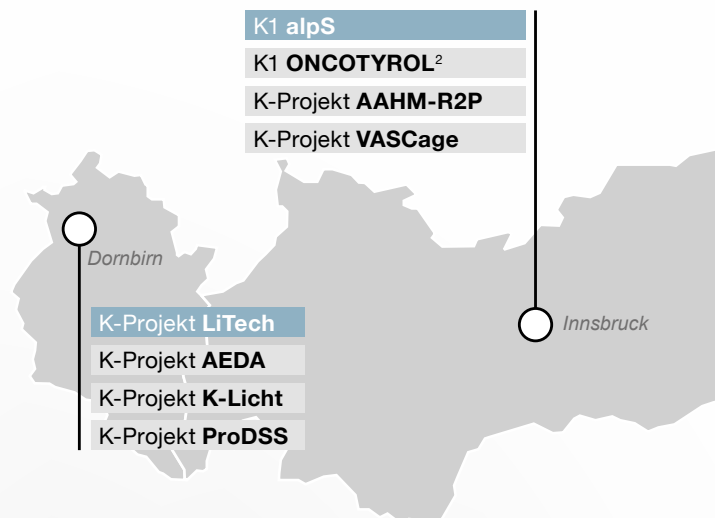 K1 alpS
K1 ONCOTYROL²
K-Projekt AAHM-R2P
K-Projekt VASCage
Dornbirn
K-Projekt LiTech
K-Projekt AEDA
K-Projekt K-Licht
K-Projekt ProDSS
Innsbruck